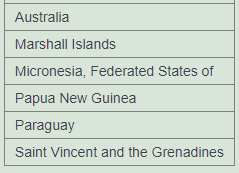 Australia
Marshall Islands
Micronesia, Federated States of
Papua New Guinea
Paraguay
Saint Vincent and the Grenadines